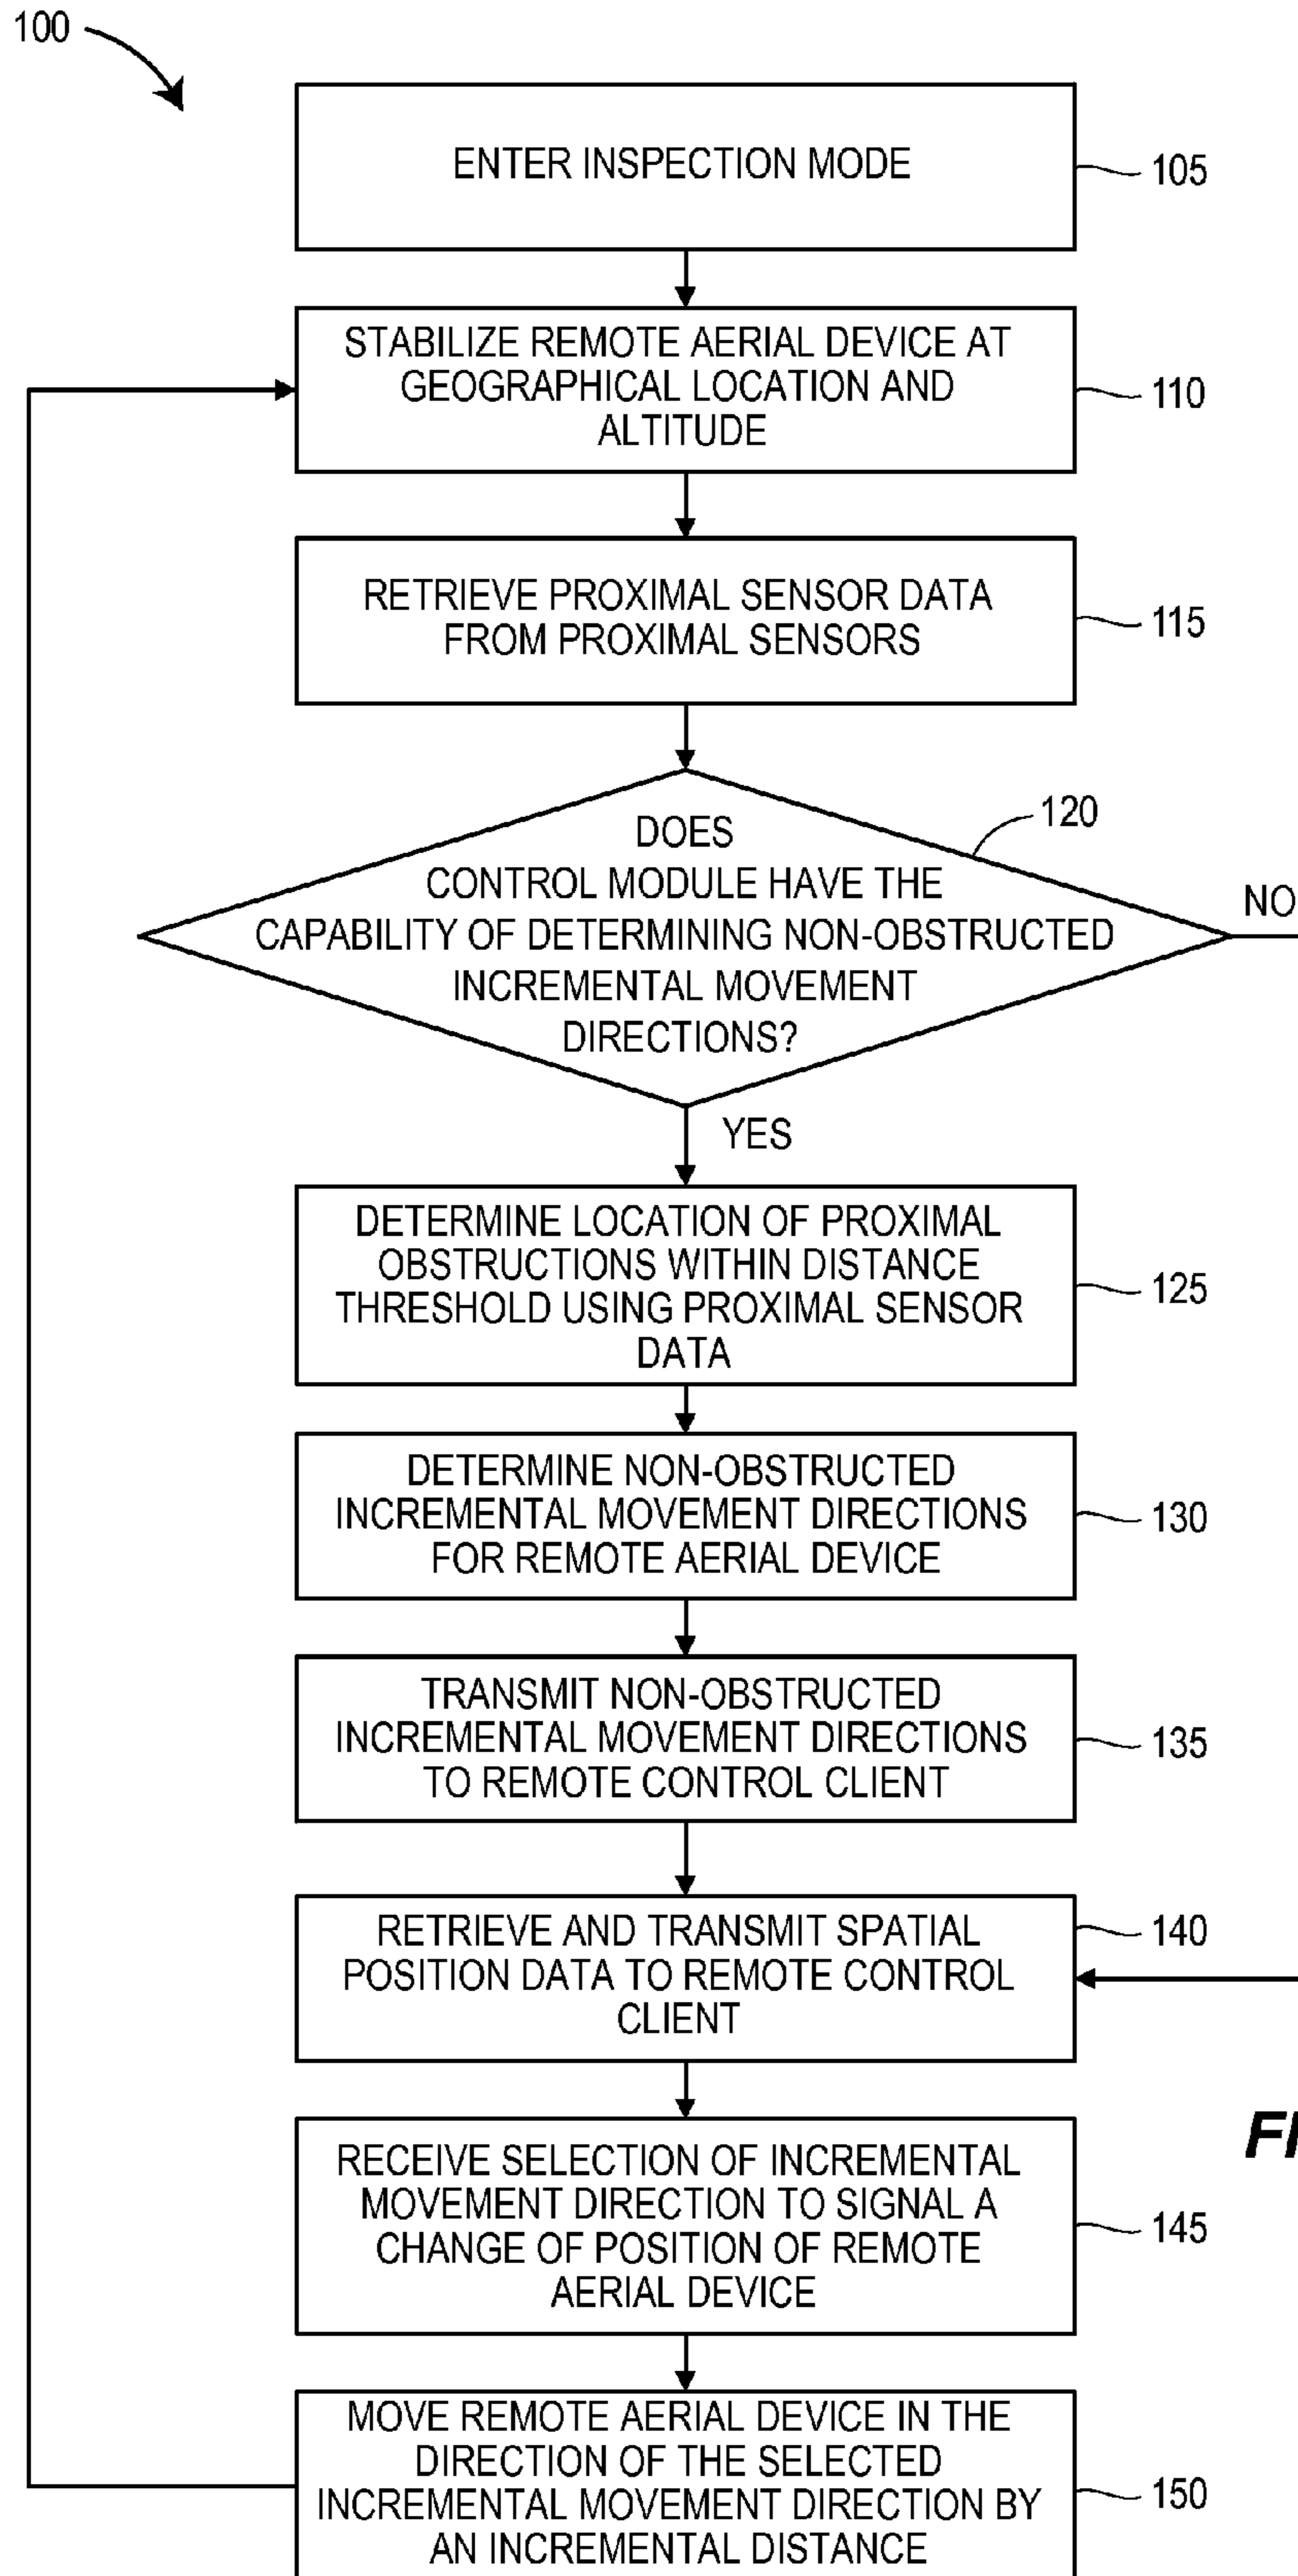 100
ENTER INSPECTION MODE
105
STABILIZE REMOTE AERIAL DEVICE AT
GEOGRAPHICAL LOCATION AND
ALTITUDE
110
RETRIEVE PROXIMAL SENSOR DATA
FROM PROXIMAL SENSORS
115
120
DOES
CONTROL MODULE HAVE THE
CAPABILITY OF DETERMINING NON-OBSTRUCTED
INCREMENTAL MOVEMENT
DIRECTIONS?
NO
YES
DETERMINE LOCATION OF PROXIMAL
OBSTRUCTIONS WITHIN DISTANCE
THRESHOLD USING PROXIMAL SENSOR
DATA
125
DETERMINE NON-OBSTRUCTED
INCREMENTAL MOVEMENT DIRECTIONS
FOR REMOTE AERIAL DEVICE
130
TRANSMIT NON-OBSTRUCTED
INCREMENTAL MOVEMENT DIRECTIONS
TO REMOTE CONTROL CLIENT
135
RETRIEVE AND TRANSMIT SPATIAL
POSITION DATA TO REMOTE CONTROL
CLIENT
140
RECEIVE SELECTION OF INCREMENTAL
MOVEMENT DIRECTION TO SIGNAL A
CHANGE OF POSITION OF REMOTE
AERIAL DEVICE
145
MOVE REMOTE AERIAL DEVICE IN THE
DIRECTION OF THE SELECTED
INCREMENTAL MOVEMENT DIRECTION BY
AN INCREMENTAL DISTANCE
150